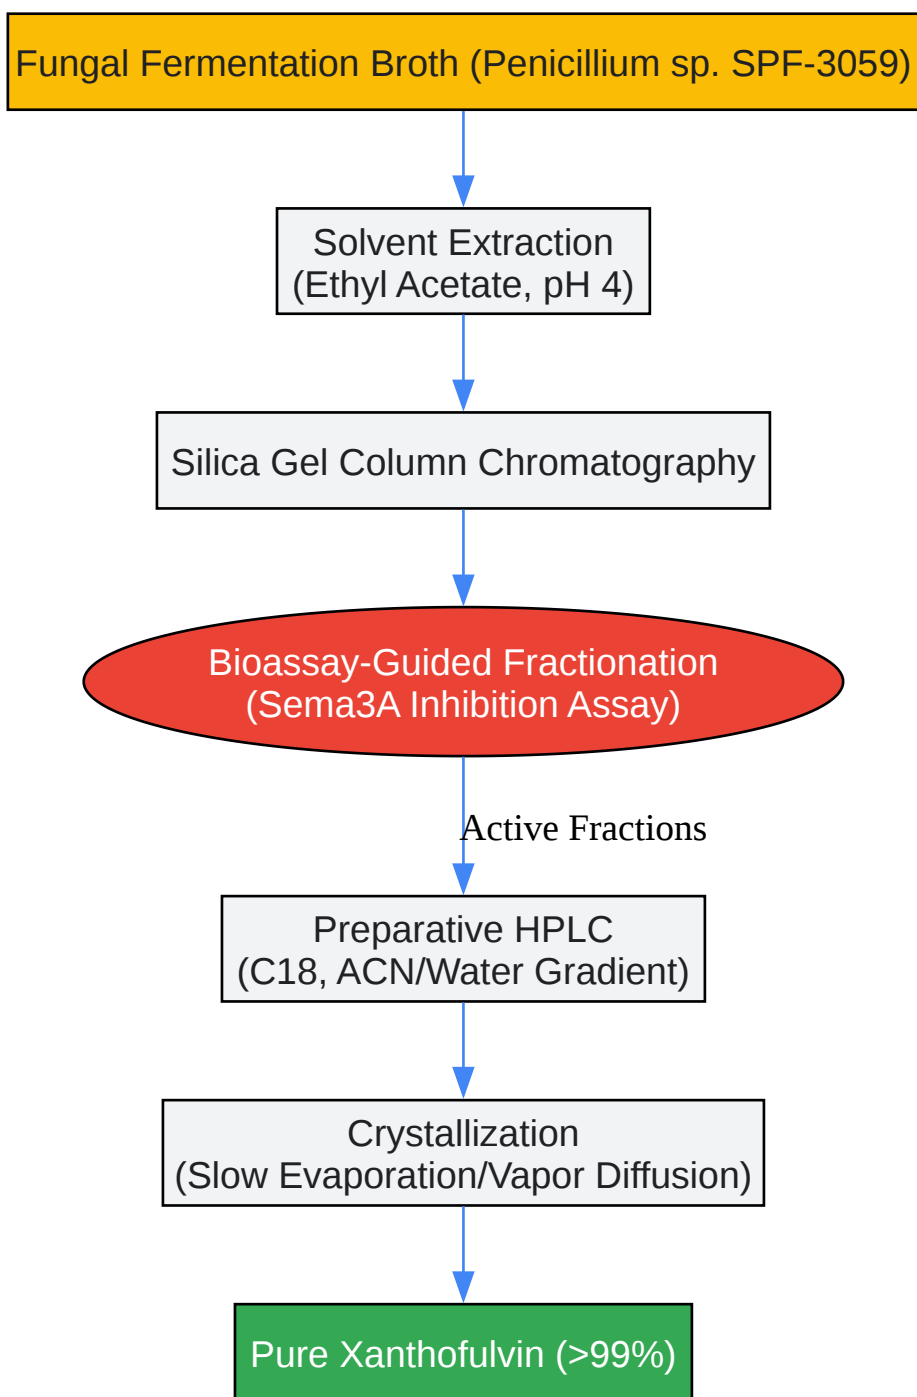 Fungal Fermentation Broth (Penicillium sp. SPF-3059)
Solvent Extraction
(Ethyl Acetate, pH 4)
Silica Gel Column Chromatography
Bioassay-Guided Fractionation
(Sema3A Inhibition Assay)
Active Fractions
Preparative HPLC
(C18, ACN/Water Gradient)
Crystallization
(Slow Evaporation/Vapor Diffusion)
Pure Xanthofulvin (>99%)